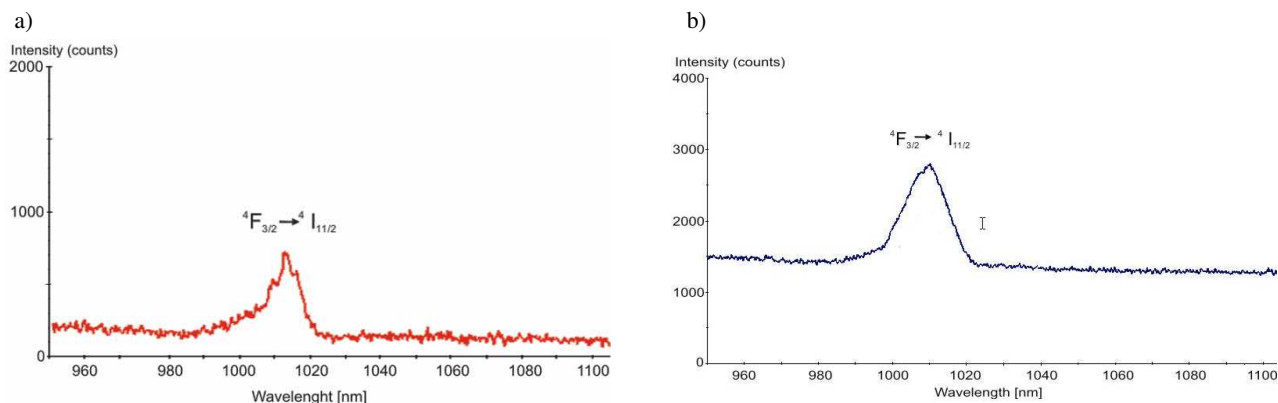 a)
Intensity (counts)
2000
1000
0
⁴F₃/₂ → ⁴I₁₁/₂
960 980 1000 1020 1040 1060 1080 1100
Wavelenght [nm]
b)
Intensity (counts)
4000
3000
2000
1000
0
⁴F₃/₂ → ⁴I₁₁/₂
960 980 1000 1020 1040 1060 1080 1100
Wavelength [nm]